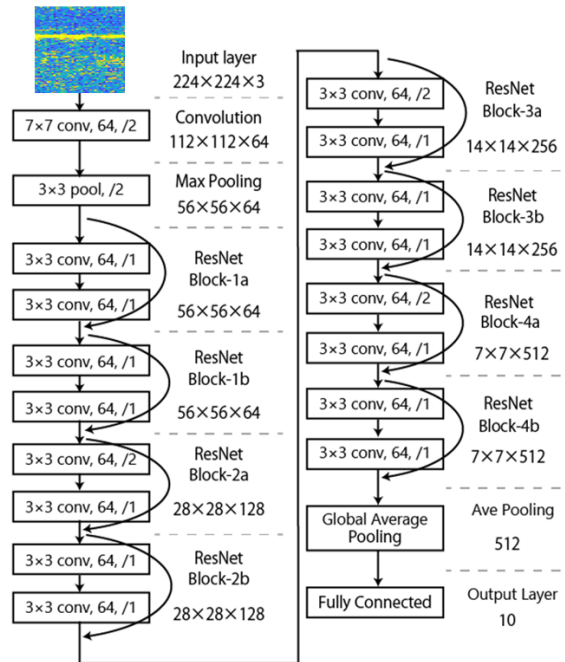 Input layer
224×224×3
7×7 conv, 64, /2
Convolution
112×112×64
3×3 pool, /2
Max Pooling
56×56×64
3×3 conv, 64, /1
3×3 conv, 64, /1
ResNet
Block-1a
56×56×64
3×3 conv, 64, /1
3×3 conv, 64, /1
ResNet
Block-1b
56×56×64
3×3 conv, 64, /2
3×3 conv, 64, /1
ResNet
Block-2a
28×28×128
3×3 conv, 64, /1
3×3 conv, 64, /1
ResNet
Block-2b
28×28×128
3×3 conv, 64, /2
3×3 conv, 64, /1
ResNet
Block-3a
14×14×256
3×3 conv, 64, /1
3×3 conv, 64, /1
ResNet
Block-3b
14×14×256
3×3 conv, 64, /2
3×3 conv, 64, /1
ResNet
Block-4a
7×7×512
3×3 conv, 64, /1
3×3 conv, 64, /1
ResNet
Block-4b
7×7×512
Global Average
Pooling
Ave Pooling
512
Fully Connected
Output Layer
10